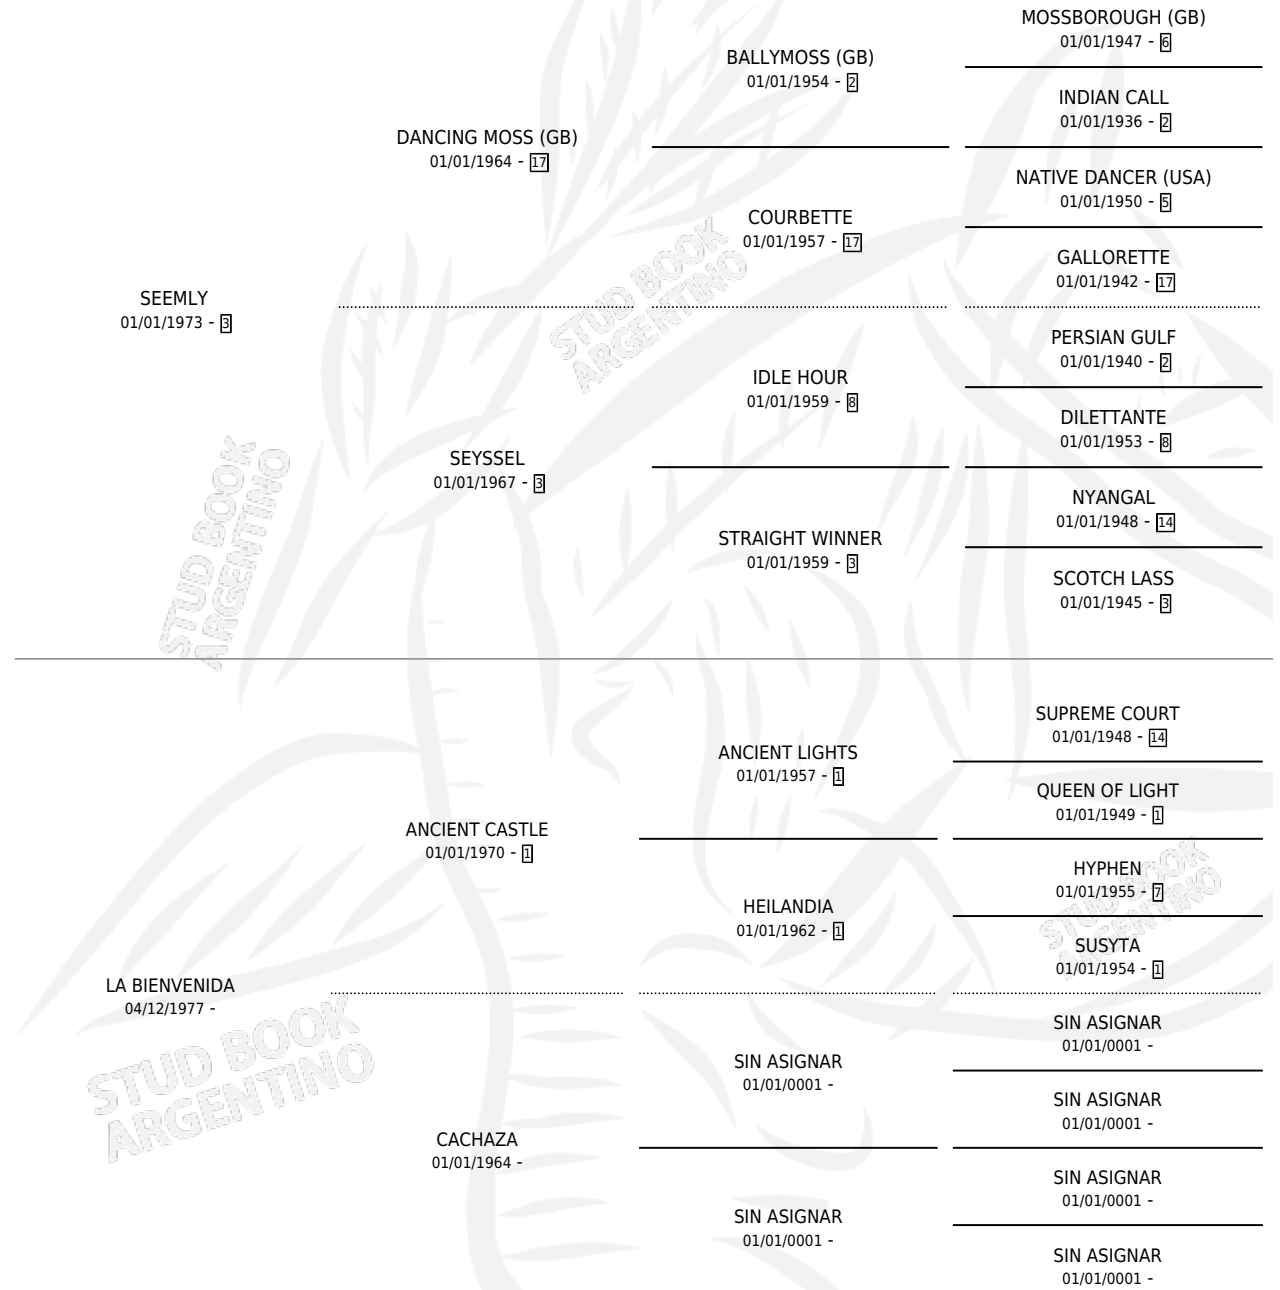 MOSSBOROUGH (GB)
01/01/1947 - 6
BALLYMOSS (GB)
01/01/1954 - 2
INDIAN CALL
01/01/1936 - 2
DANCING MOSS (GB)
01/01/1964 - 17
NATIVE DANCER (USA)
01/01/1950 - 5
COURBETTE
01/01/1957 - 17
GALLORETTE
01/01/1942 - 17
SEEMLY
01/01/1973 - 3
PERSIAN GULF
01/01/1940 - 2
IDLE HOUR
01/01/1959 - 8
DILETTANTE
01/01/1953 - 8
SEYSSEL
01/01/1967 - 3
NYANGAL
01/01/1948 - 14
STRAIGHT WINNER
01/01/1959 - 3
SCOTCH LASS
01/01/1945 - 3
STUD BOOK
ARGENTINO
STUD BOOK
ARGENTINO
SUPREME COURT
01/01/1948 - 14
ANCIENT LIGHTS
01/01/1957 - 1
QUEEN OF LIGHT
01/01/1949 - 1
ANCIENT CASTLE
01/01/1970 - 1
HYPHEN
01/01/1955 - 7
HEILANDIA
01/01/1962 - 1
SUSYTA
01/01/1954 - 1
LA BIENVENIDA
04/12/1977 -
SIN ASIGNAR
01/01/0001 -
SIN ASIGNAR
01/01/0001 -
SIN ASIGNAR
01/01/0001 -
CACHAZA
01/01/1964 -
SIN ASIGNAR
01/01/0001 -
SIN ASIGNAR
01/01/0001 -
SIN ASIGNAR
01/01/0001 -
STUD BOOK
ARGENTINO
STUD BOOK
ARGENTINO